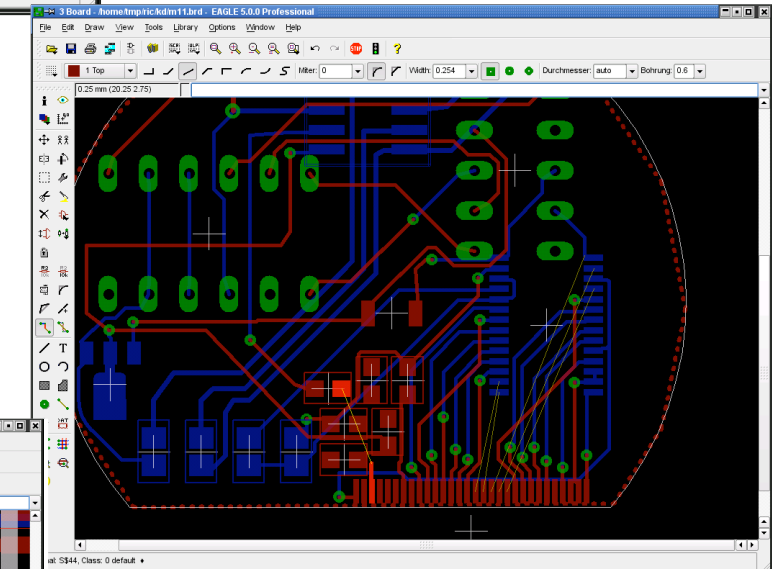 3 Board - /home/tmp/ric/kd/m11.brd - EAGLE 5.0.0 Professional
File Edit Draw View Tools Library Options Window Help
1 Top Miter: 0 Width: 0.254 Durchmesser: auto Bohrung: 0.6
0.25 mm (20.25 2.75)
al: S$44, Class: 0 default